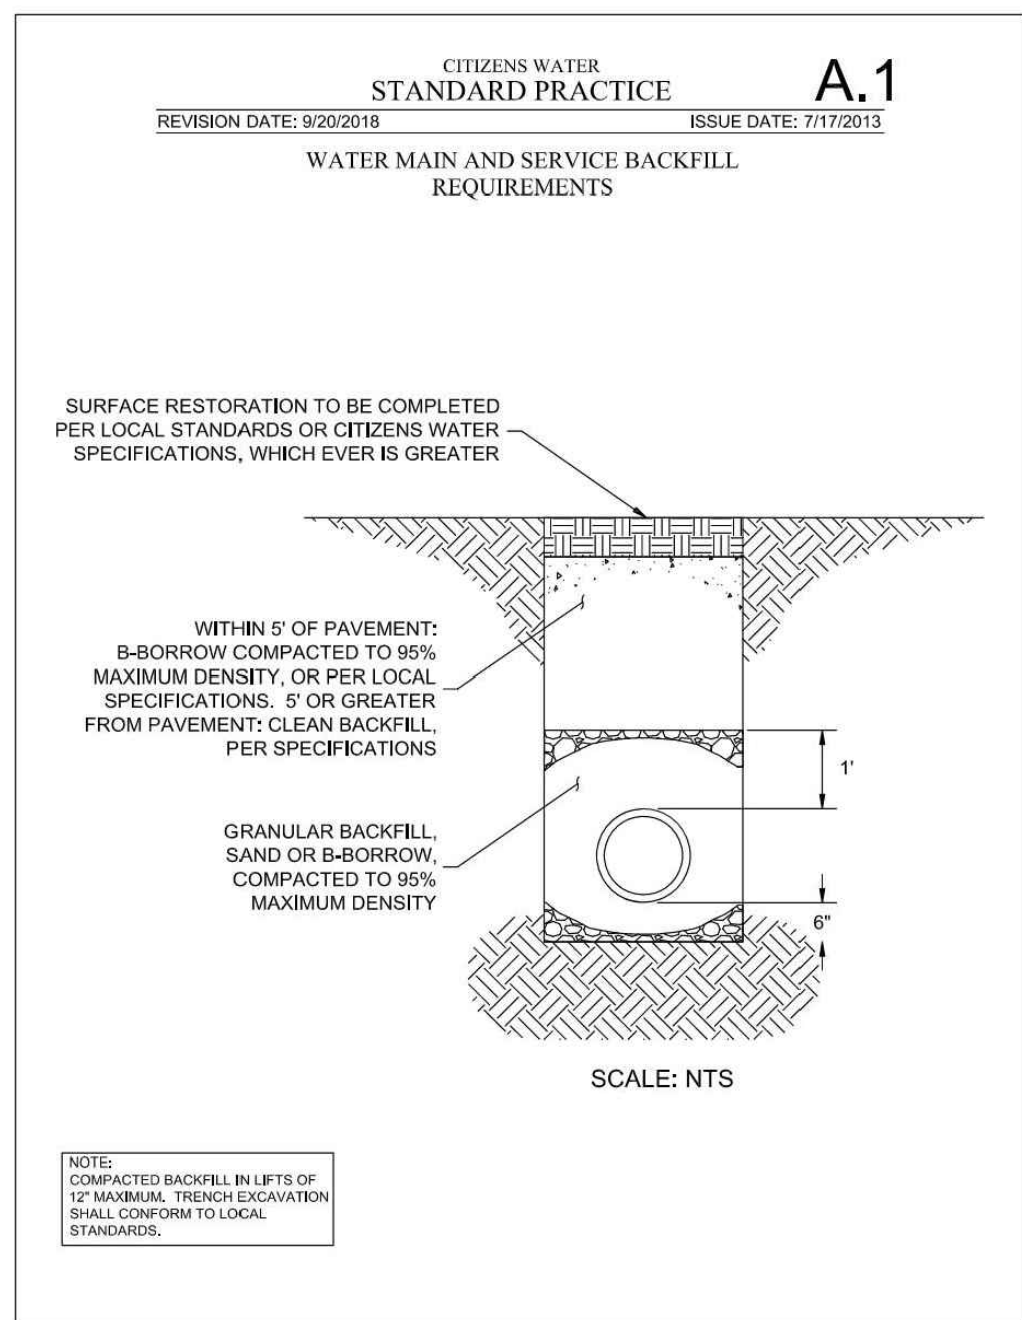 CITIZENS WATER
STANDARD PRACTICE
A.1
REVISION DATE: 9/20/2018
ISSUE DATE: 7/17/2013
WATER MAIN AND SERVICE BACKFILL
REQUIREMENTS
SURFACE RESTORATION TO BE COMPLETED
PER LOCAL STANDARDS OR CITIZENS WATER
SPECIFICATIONS, WHICH EVER IS GREATER
WITHIN 5' OF PAVEMENT:
B-BORROW COMPACTED TO 95%
MAXIMUM DENSITY, OR PER LOCAL
SPECIFICATIONS. 5' OR GREATER
FROM PAVEMENT: CLEAN BACKFILL,
PER SPECIFICATIONS
1'
GRANULAR BACKFILL,
SAND OR B-BORROW,
COMPACTED TO 95%
MAXIMUM DENSITY
6"
SCALE: NTS
NOTE:
COMPACTED BACKFILL IN LIFTS OF
12" MAXIMUM. TRENCH EXCAVATION
SHALL CONFORM TO LOCAL
STANDARDS.